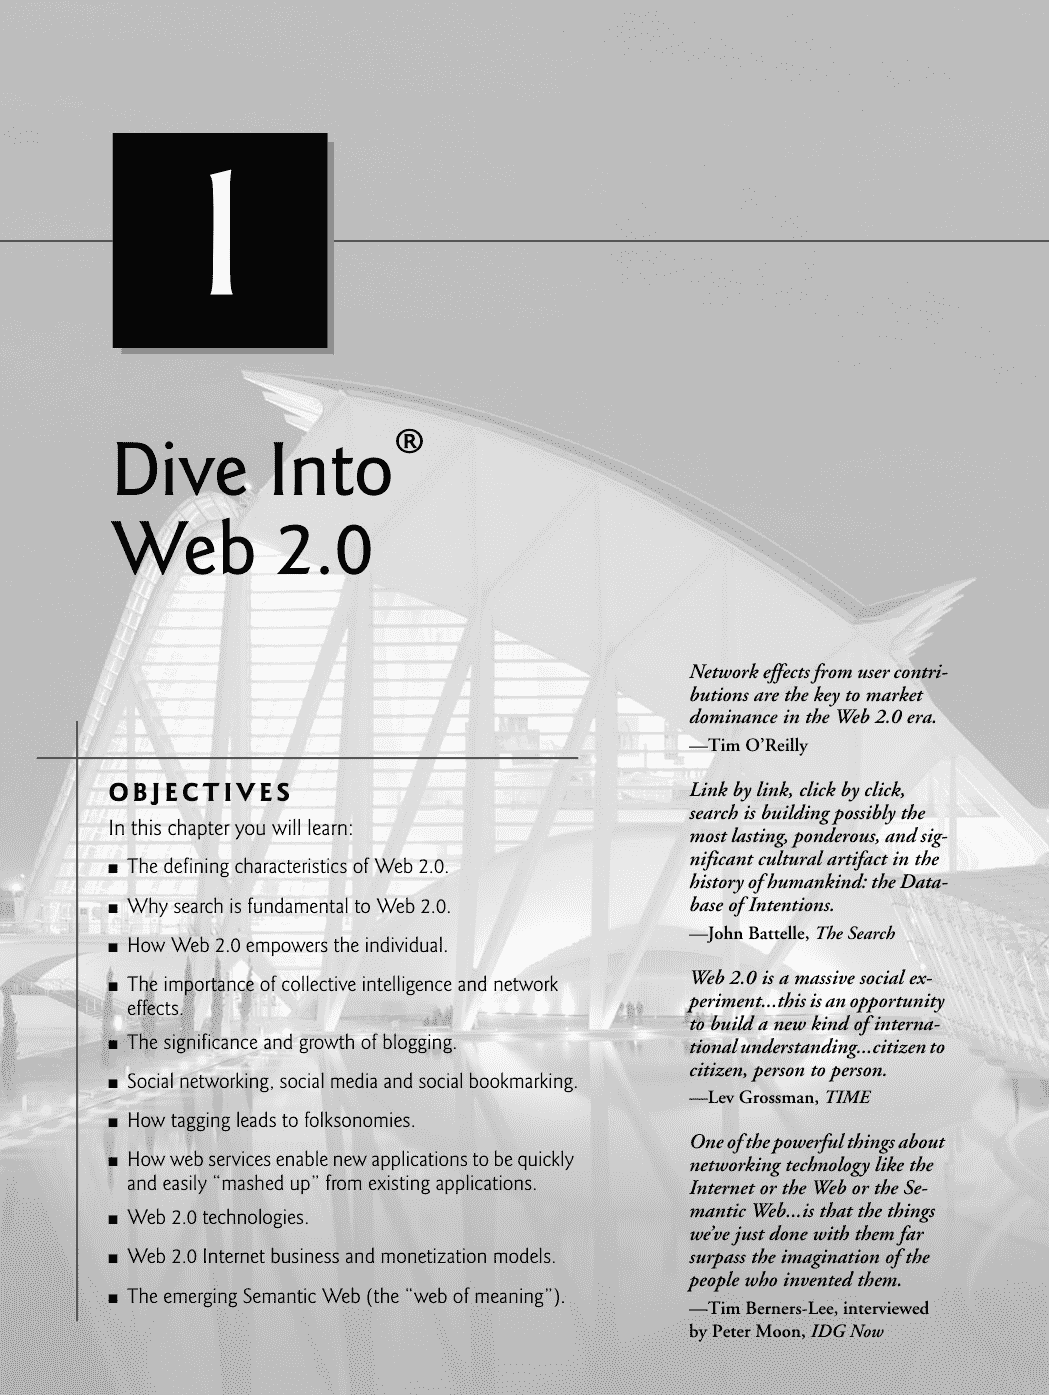 1
Dive Into®
Web 2.0
OBJECTIVES
In this chapter you will learn:
■ The defining characteristics of Web 2.0.
■ Why search is fundamental to Web 2.0.
■ How Web 2.0 empowers the individual.
■ The importance of collective intelligence and network
effects.
■ The significance and growth of blogging.
■ Social networking, social media and social bookmarking.
■ How tagging leads to folksonomies.
■ How web services enable new applications to be quickly
and easily “mashed up” from existing applications.
■ Web 2.0 technologies.
■ Web 2.0 Internet business and monetization models.
■ The emerging Semantic Web (the “web of meaning”).
Network effects from user contri-
butions are the key to market
dominance in the Web 2.0 era.
—Tim O’Reilly
Link by link, click by click,
search is building possibly the
most lasting, ponderous, and sig-
nificant cultural artifact in the
history of humankind: the Data-
base of Intentions.
—John Battelle, The Search
Web 2.0 is a massive social ex-
periment...this is an opportunity
to build a new kind of interna-
tional understanding...citizen to
citizen, person to person.
—Lev Grossman, TIME
One of the powerful things about
networking technology like the
Internet or the Web or the Se-
mantic Web...is that the things
we’ve just done with them far
surpass the imagination of the
people who invented them.
—Tim Berners-Lee, interviewed
by Peter Moon, IDG Now